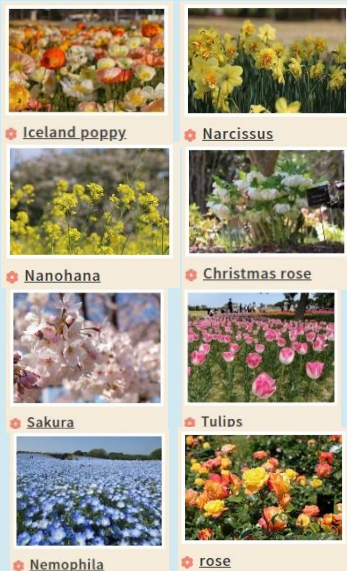 Iceland poppy
Narcissus
Nanohana
Christmas rose
Sakura
Tulips
Nemophila
rose